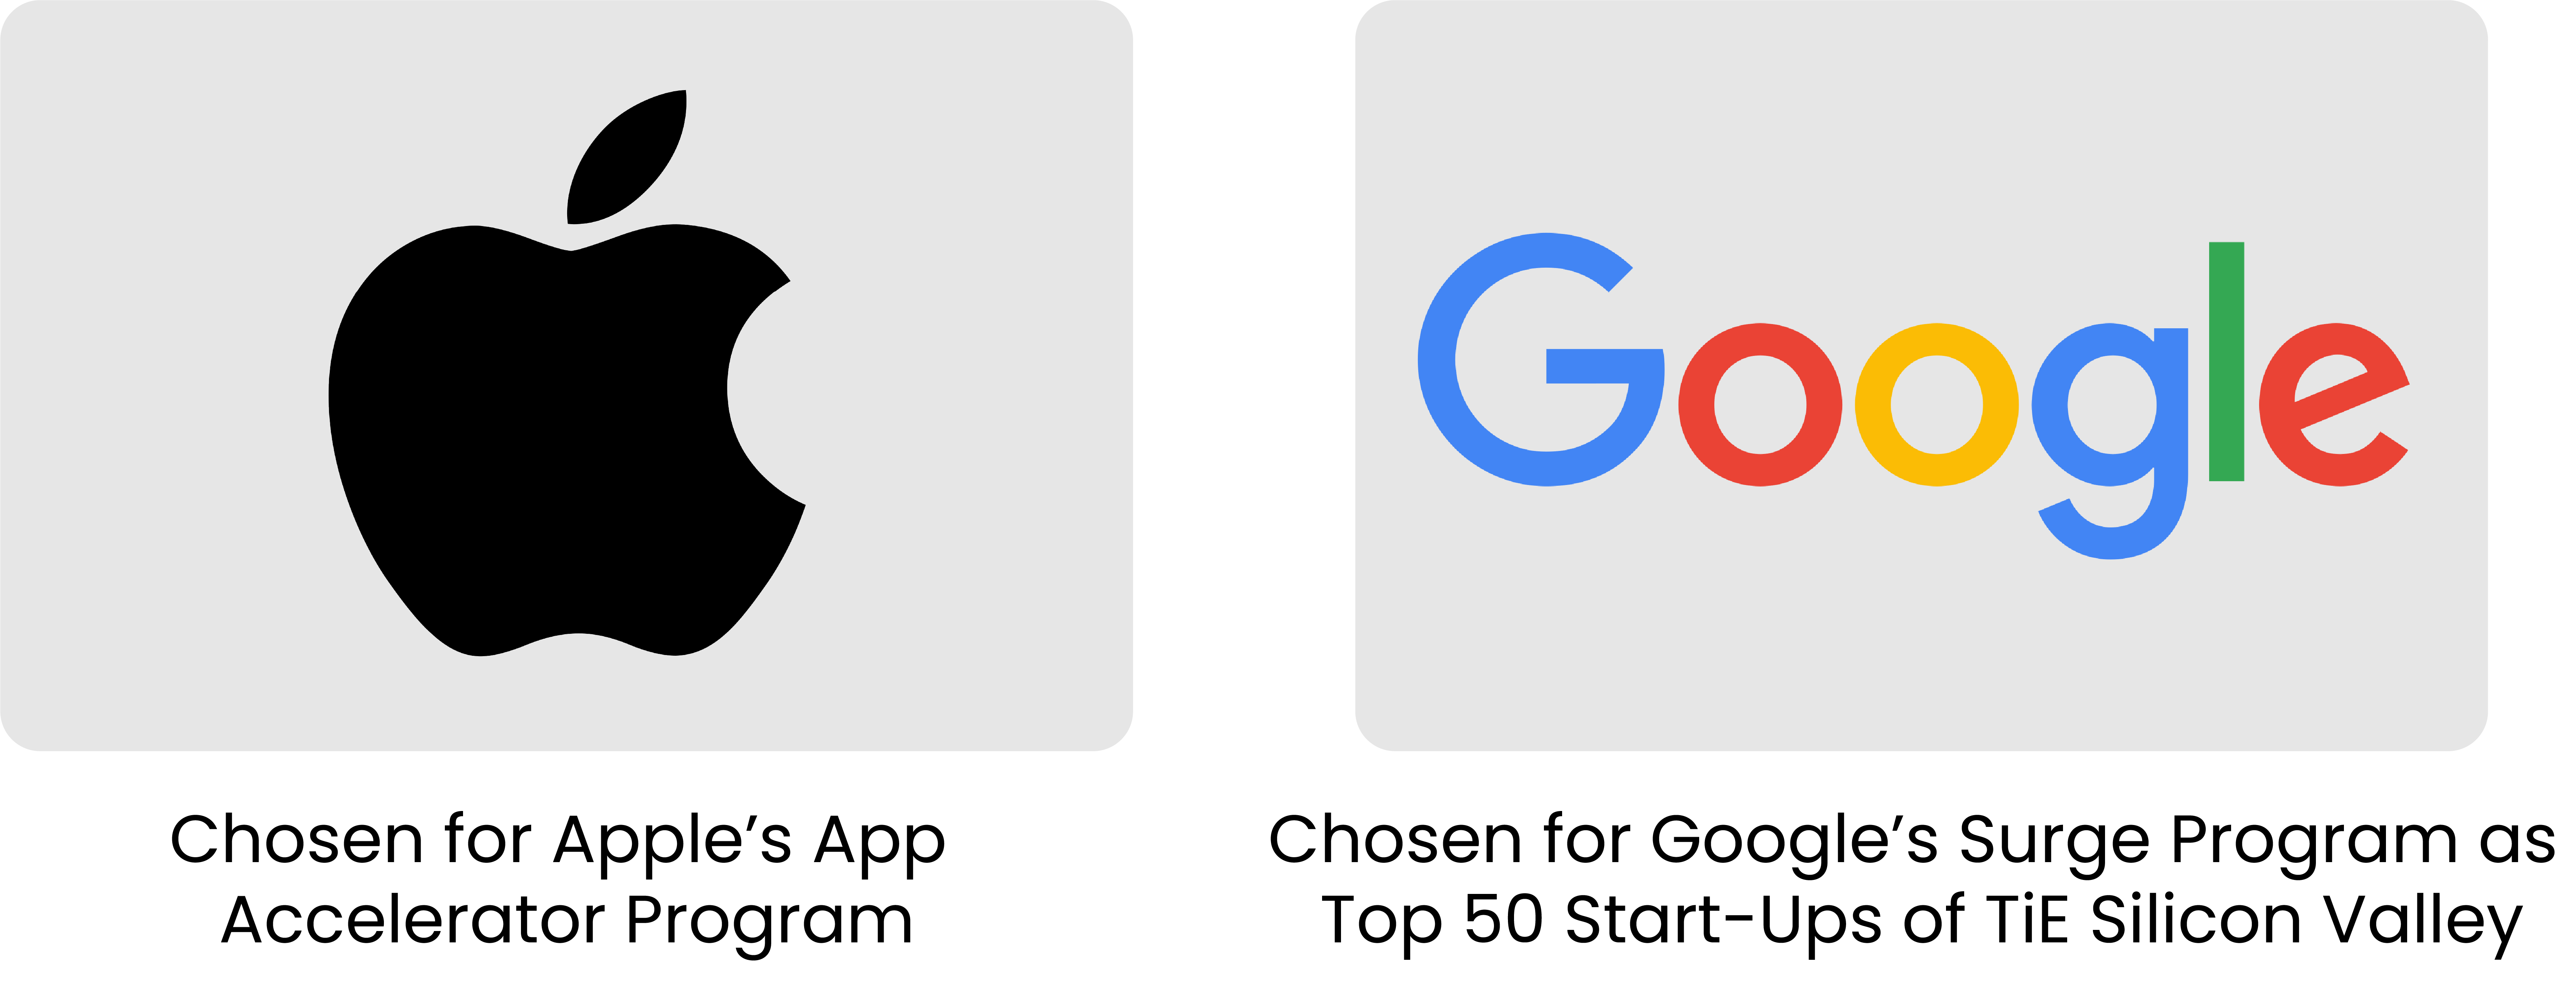 Google
Chosen for Apple’s App
Accelerator Program
Chosen for Google’s Surge Program as
Top 50 Start-Ups of TiE Silicon Valley